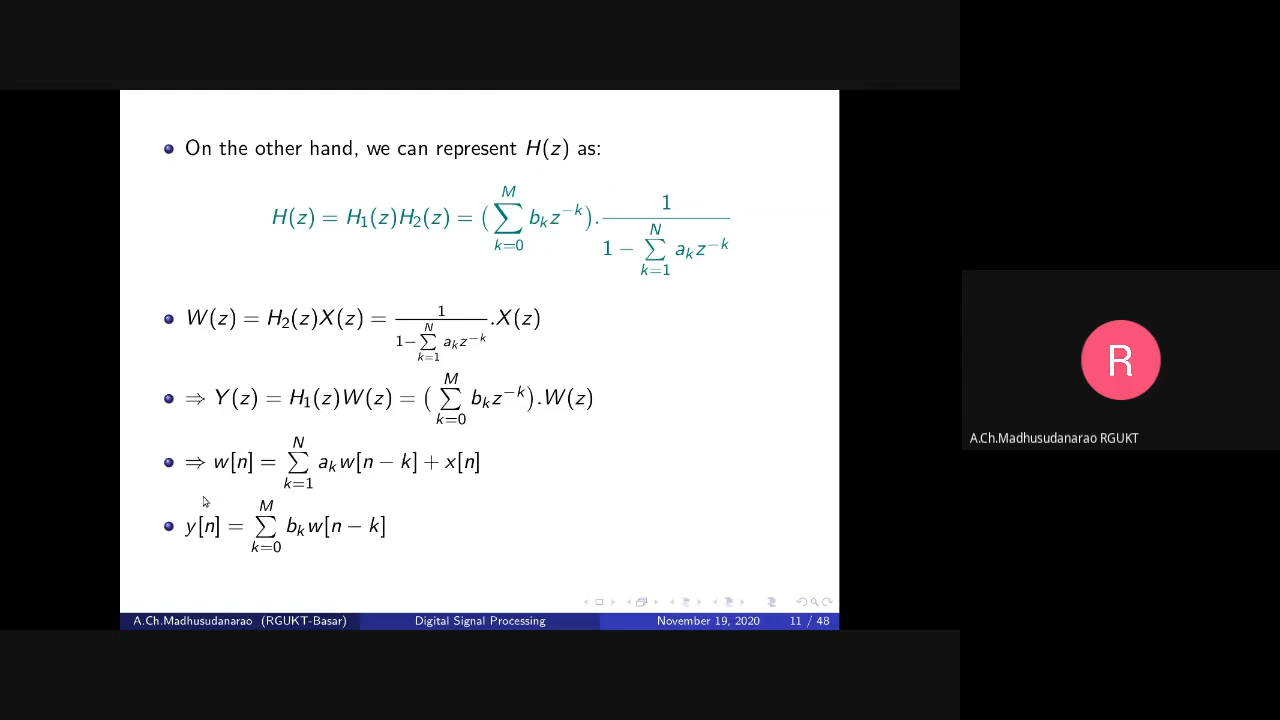 On the other hand, we can represent H(z) as:
H(z) = H₁(z)H₂(z) = (∑_{k=0}^{M} b_k z^{−k}). 1 / (1 − ∑_{k=1}^{N} a_k z^{−k})
W(z) = H₂(z)X(z) = 1 / (1− ∑_{k=1}^{N} a_k z^{−k}) .X(z)
⇒ Y(z) = H₁(z)W(z) = (∑_{k=0}^{M} b_k z^{−k}).W(z)
⇒ w[n] = ∑_{k=1}^{N} a_k w[n − k] + x[n]
y[n] = ∑_{k=0}^{M} b_k w[n − k]
A.Ch.Madhusudanarao (RGUKT-Basar) Digital Signal Processing November 19, 2020 11 / 48
R
A.Ch.Madhusudanarao RGUKT